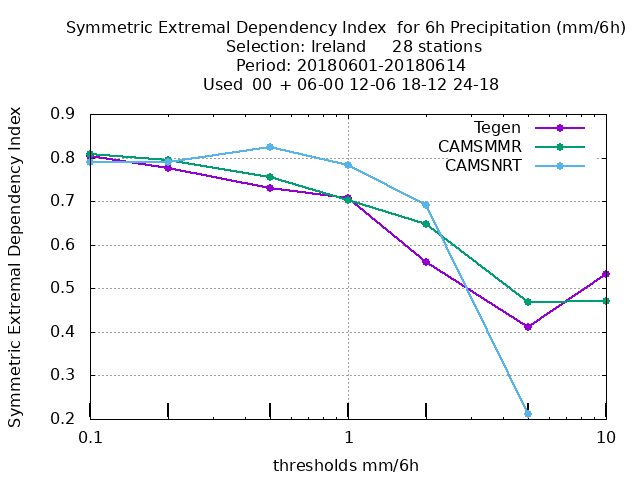 Symmetric Extremal Dependency Index  for 6h Precipitation (mm/6h)
Selection: Ireland     28 stations
Period: 20180601-20180614
Used  00  + 06-00 12-06 18-12 24-18
Symmetric Extremal Dependency Index
0.9
0.8
0.7
0.6
0.5
0.4
0.3
0.2
Tegen
CAMSMMR
CAMSNRT
0.1
1
10
thresholds mm/6h